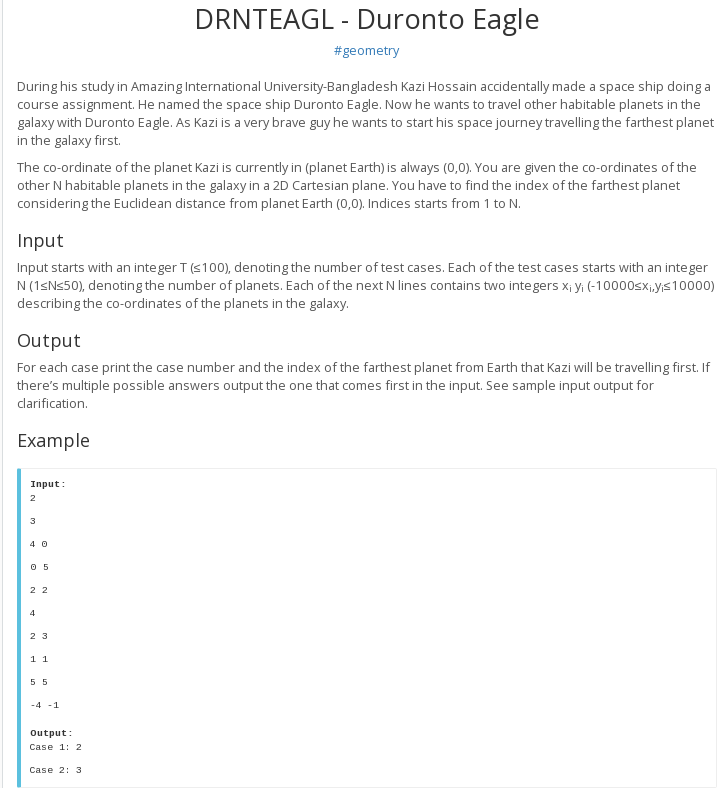 DRNTEAGL - Duronto Eagle
#geometry
During his study in Amazing International University-Bangladesh Kazi Hossain accidentally made a space ship doing a
course assignment. He named the space ship Duronto Eagle. Now he wants to travel other habitable planets in the
galaxy with Duronto Eagle. As Kazi is a very brave guy he wants to start his space journey travelling the farthest planet
in the galaxy first.
The co-ordinate of the planet Kazi is currently in (planet Earth) is always (0,0). You are given the co-ordinates of the
other N habitable planets in the galaxy in a 2D Cartesian plane. You have to find the index of the farthest planet
considering the Euclidean distance from planet Earth (0,0). Indices starts from 1 to N.
Input
Input starts with an integer T (≤100), denoting the number of test cases. Each of the test cases starts with an integer
N (1≤N≤50), denoting the number of planets. Each of the next N lines contains two integers xi yi (-10000≤xi,yi≤10000)
describing the co-ordinates of the planets in the galaxy.
Output
For each case print the case number and the index of the farthest planet from Earth that Kazi will be travelling first. If
there’s multiple possible answers output the one that comes first in the input. See sample input output for
clarification.
Example
Input:
2
3
4 0
0 5
2 2
4
2 3
1 1
5 5
-4 -1
Output:
Case 1: 2
Case 2: 3